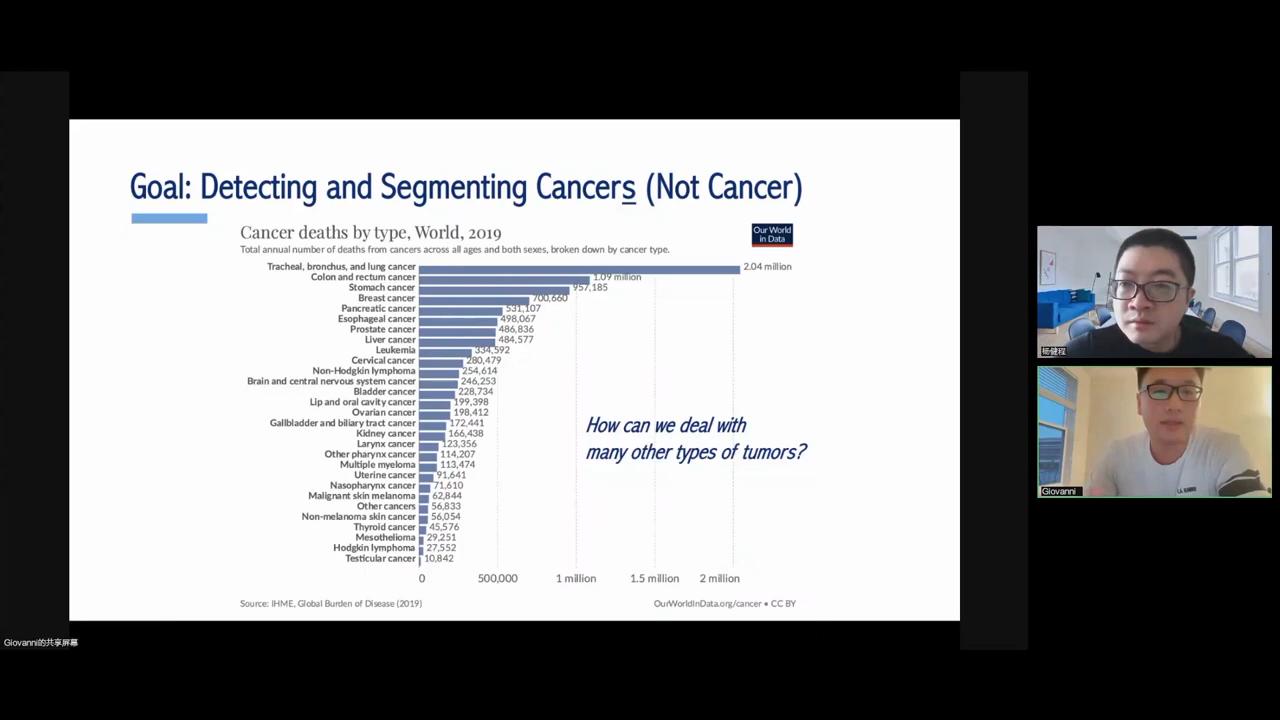 Goal: Detecting and Segmenting Cancers (Not Cancer)
Cancer deaths by type, World, 2019
Total annual number of deaths from cancers across all ages and both sexes, broken down by cancer type.
Our World
in Data
Tracheal, bronchus, and lung cancer 2.04 million
Colon and rectum cancer 1.09 million
Stomach cancer 957,185
Breast cancer 700,660
Pancreatic cancer 531,107
Esophageal cancer 498,067
Prostate cancer 486,836
Liver cancer 484,577
Leukemia 334,592
Cervical cancer 280,479
Non-Hodgkin lymphoma 254,614
Brain and central nervous system cancer 246,253
Bladder cancer 228,734
Lip and oral cavity cancer 199,398
Ovarian cancer 198,412
Gallbladder and biliary tract cancer 172,441
Kidney cancer 166,438
Larynx cancer 123,356
Other pharynx cancer 114,207
Multiple myeloma 113,474
Uterine cancer 91,641
Nasopharynx cancer 71,610
Malignant skin melanoma 62,844
Other cancers 56,833
Non-melanoma skin cancer 56,054
Thyroid cancer 45,576
Mesothelioma 29,251
Hodgkin lymphoma 27,552
Testicular cancer 10,842
0 500,000 1 million 1.5 million 2 million
How can we deal with
many other types of tumors?
Source: IHME, Global Burden of Disease (2019)
OurWorldInData.org/cancer • CC BY
杨健程
Giovanni
Giovanni的共享屏幕